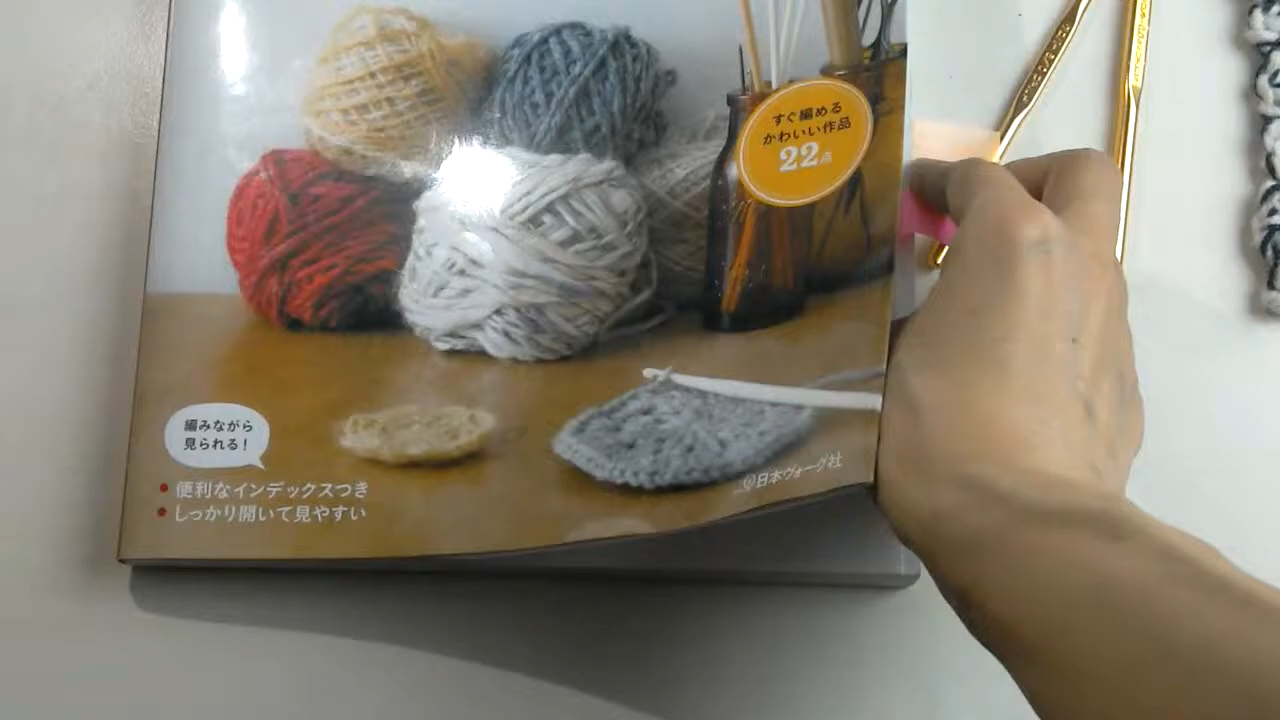 すぐ編める
かわいい作品
22点
編みながら
見られる!
便利なインデックスつき
しっかり開いて見やすい
日本ヴォーグ社